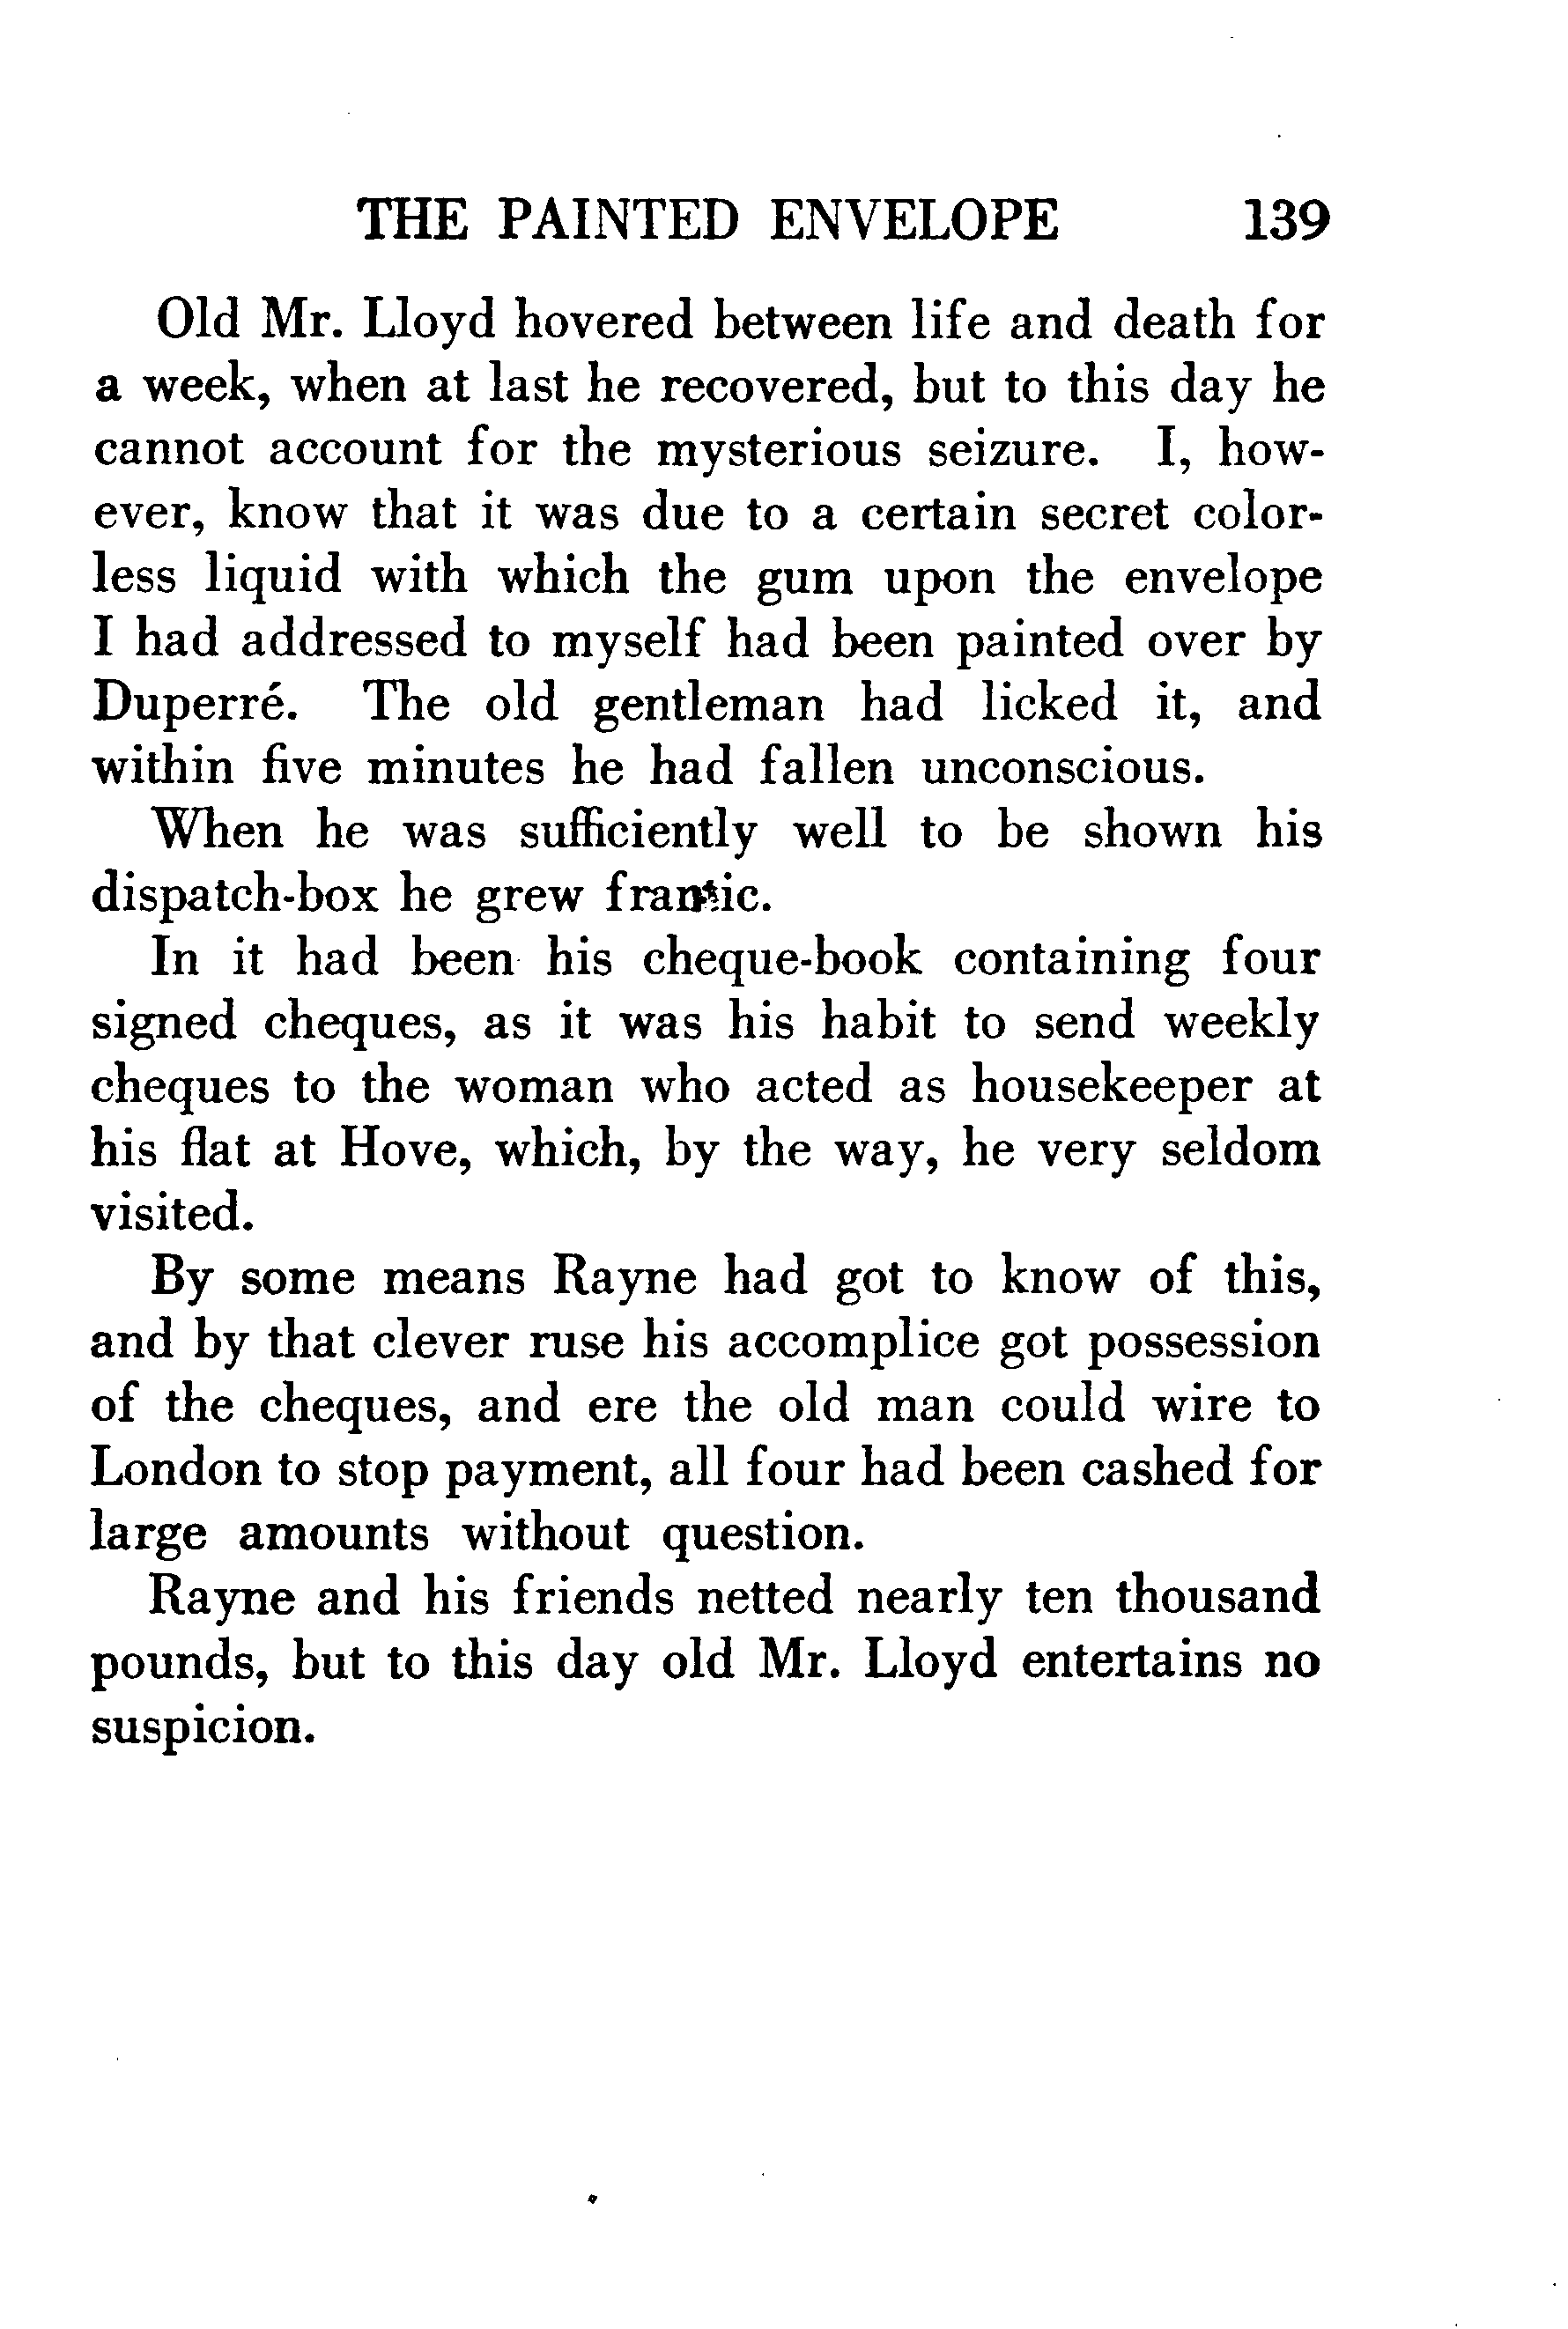 THE PAINTED ENVELOPE 139
Old Mr. Lloyd hovered between life and death for
a week, when at last he recovered, but to this day he
cannot account for the mysterious seizure. I, how-
ever, know that it was due to a certain secret color-
less liquid with which the gum upon the envelope
I had addressed to myself had been painted over by
Duperré. The old gentleman had licked it, and
within five minutes he had fallen unconscious.
When he was sufficiently well to be shown his
dispatch-box he grew frantic.
In it had been his cheque-book containing four
signed cheques, as it was his habit to send weekly
cheques to the woman who acted as housekeeper at
his flat at Hove, which, by the way, he very seldom
visited.
By some means Rayne had got to know of this,
and by that clever ruse his accomplice got possession
of the cheques, and ere the old man could wire to
London to stop payment, all four had been cashed for
large amounts without question.
Rayne and his friends netted nearly ten thousand
pounds, but to this day old Mr. Lloyd entertains no
suspicion.